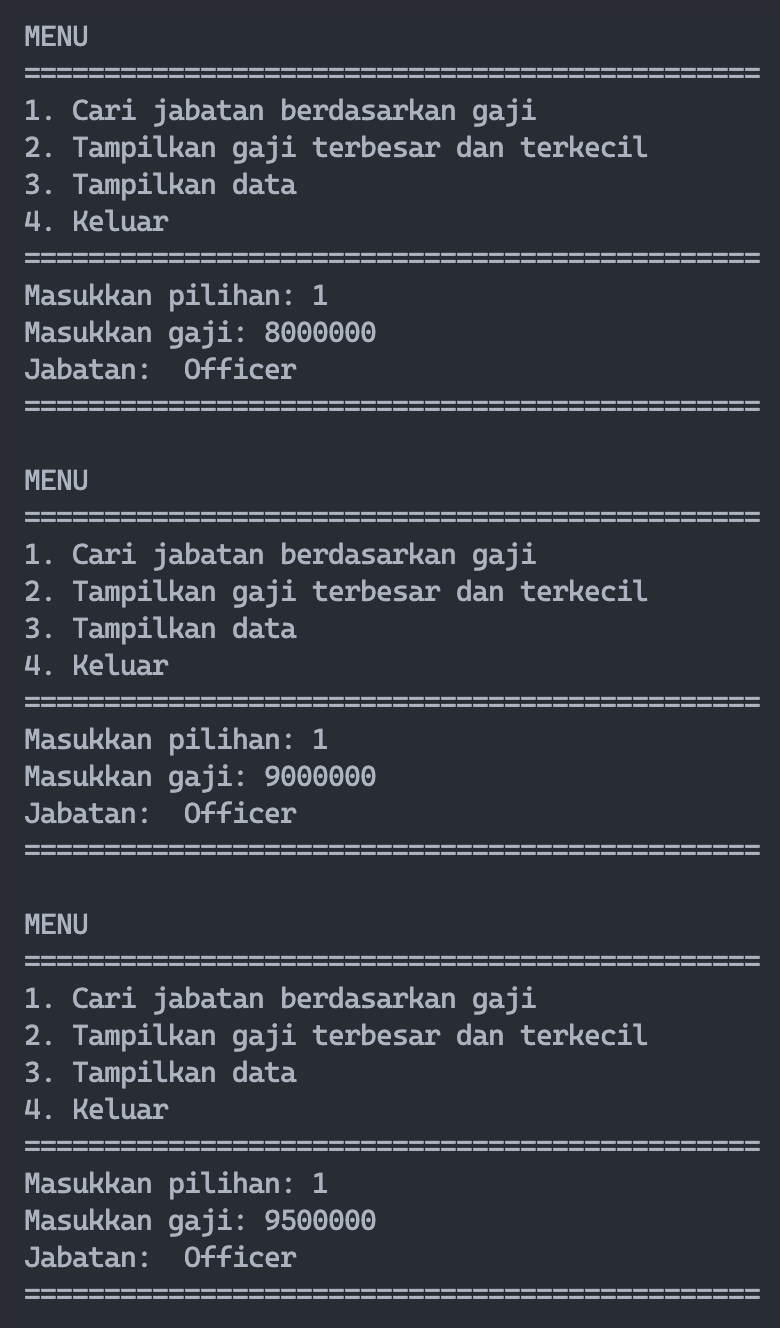 MENU
==============================================
1. Cari jabatan berdasarkan gaji
2. Tampilkan gaji terbesar dan terkecil
3. Tampilkan data
4. Keluar
==============================================
Masukkan pilihan: 1
Masukkan gaji: 8000000
Jabatan:  Officer
==============================================

MENU
==============================================
1. Cari jabatan berdasarkan gaji
2. Tampilkan gaji terbesar dan terkecil
3. Tampilkan data
4. Keluar
==============================================
Masukkan pilihan: 1
Masukkan gaji: 9000000
Jabatan:  Officer
==============================================

MENU
==============================================
1. Cari jabatan berdasarkan gaji
2. Tampilkan gaji terbesar dan terkecil
3. Tampilkan data
4. Keluar
==============================================
Masukkan pilihan: 1
Masukkan gaji: 9500000
Jabatan:  Officer
==============================================